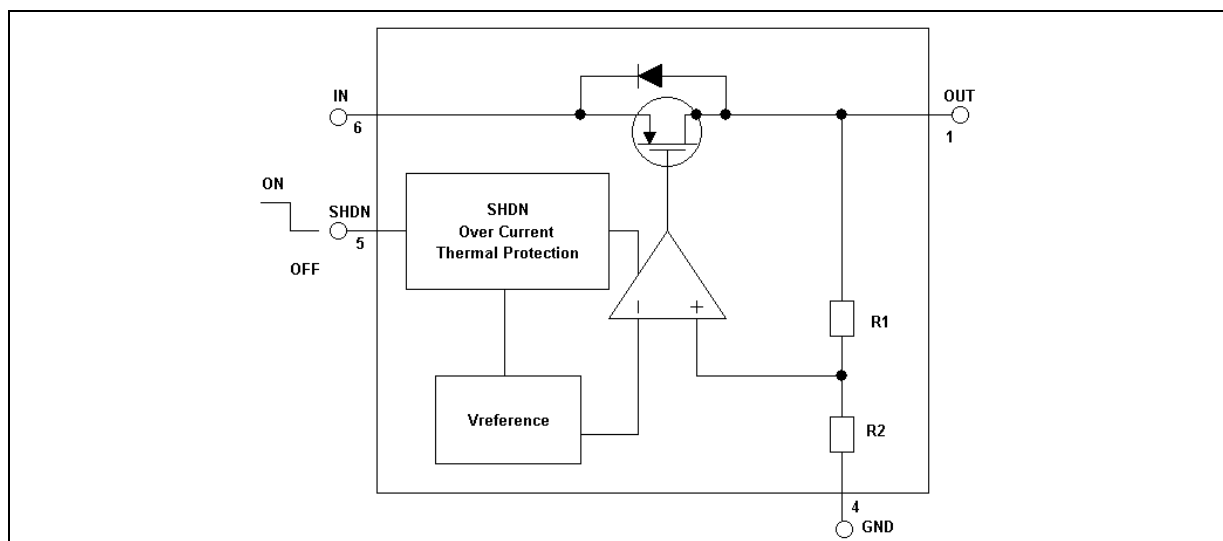 IN
6
OUT
1
ON
SHDN
5
OFF
SHDN
Over Current
Thermal Protection
−
+
R1
Vreference
R2
4
GND